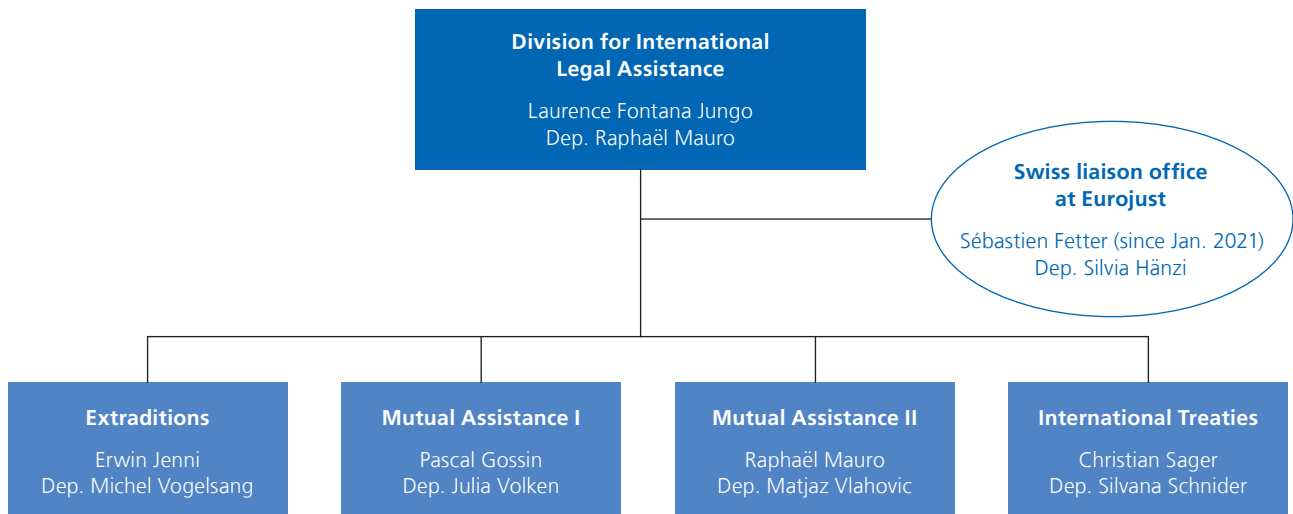 Division for International
Legal Assistance
Laurence Fontana Jungo
Dep. Raphaël Mauro
Swiss liaison office
at Eurojust
Sébastien Fetter (since Jan. 2021)
Dep. Silvia Hänzi
Extraditions
Erwin Jenni
Dep. Michel Vogelsang
Mutual Assistance I
Pascal Gossin
Dep. Julia Volken
Mutual Assistance II
Raphaël Mauro
Dep. Matjaz Vlahovic
International Treaties
Christian Sager
Dep. Silvana Schnider